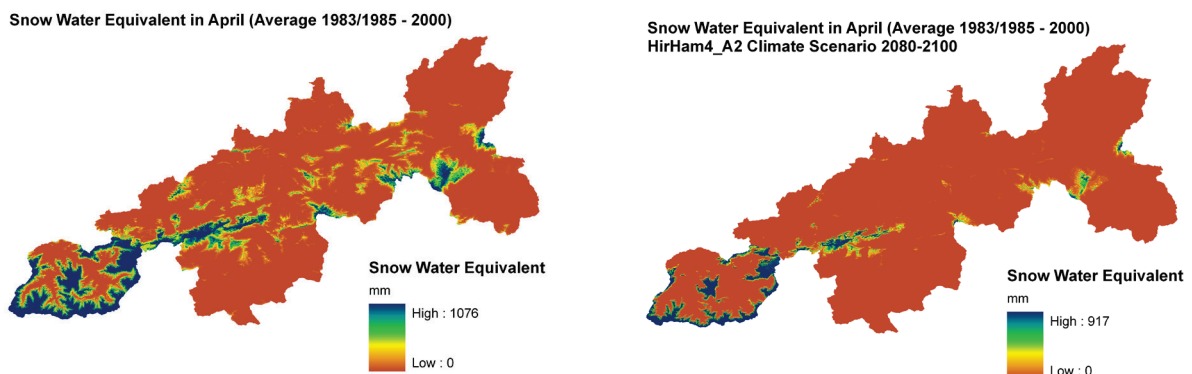 Snow Water Equivalent in April (Average 1983/1985 - 2000)
Snow Water Equivalent
mm
High : 1076
Low : 0
Snow Water Equivalent in April (Average 1983/1985 - 2000)
HirHam4_A2 Climate Scenario 2080-2100
Snow Water Equivalent
mm
High : 917
Low : 0